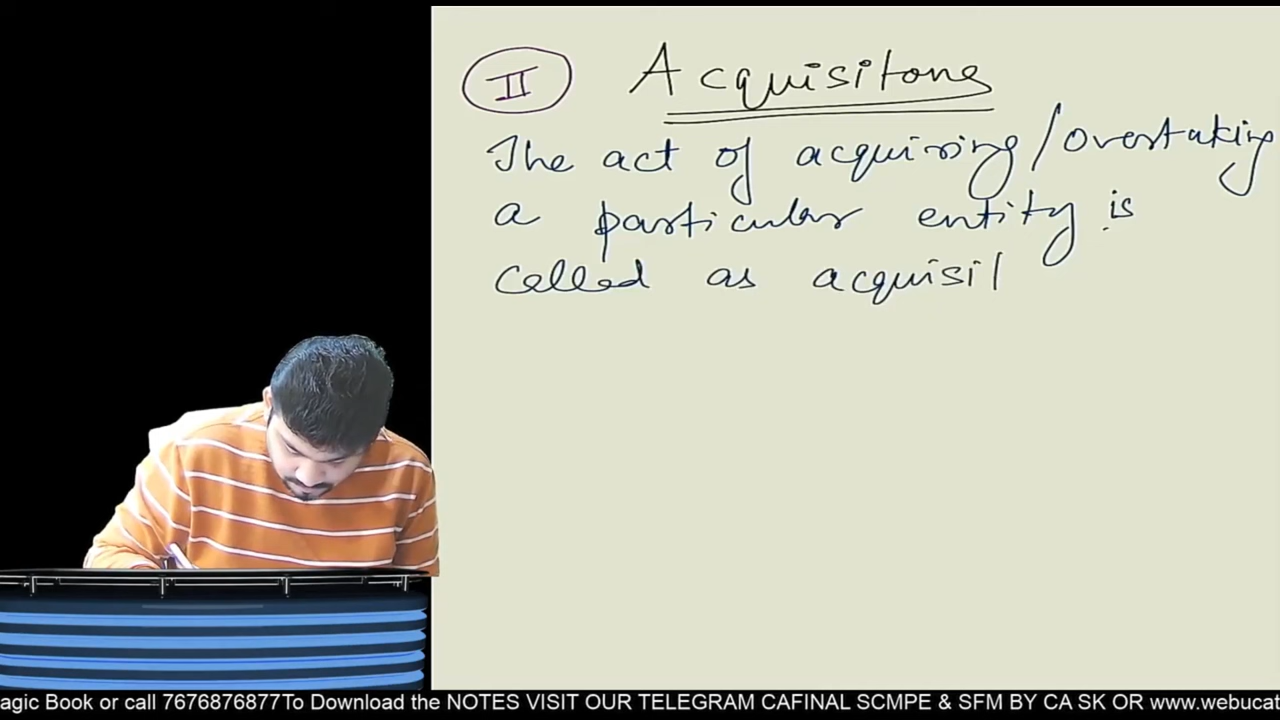 II Acquisitons
The act of acquiring/overtaking
a particular entity is
called as acquisit
agic Book or call 7676876877To Download the NOTES VISIT OUR TELEGRAM CAFINAL SCMPE & SFM BY CA SK OR www.webucat